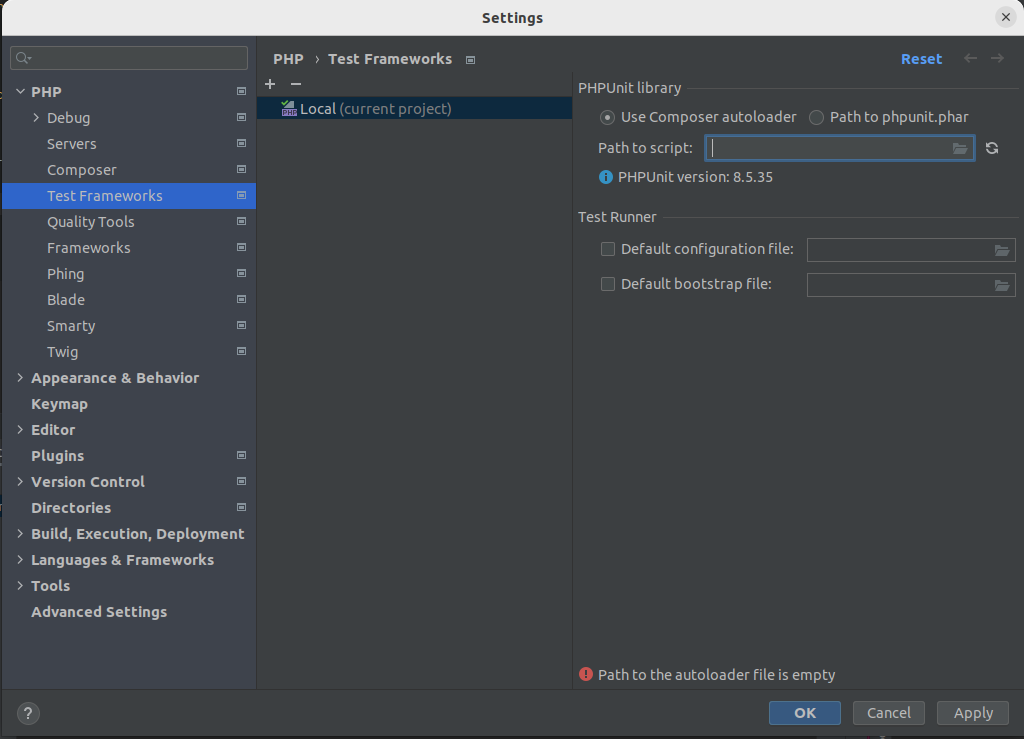 Settings
PHP › Test Frameworks
Reset
PHP
Debug
Servers
Composer
Test Frameworks
Quality Tools
Frameworks
Phing
Blade
Smarty
Twig
Appearance & Behavior
Keymap
Editor
Plugins
Version Control
Directories
Build, Execution, Deployment
Languages & Frameworks
Tools
Advanced Settings
PHP Local (current project)
PHPUnit library
Use Composer autoloader Path to phpunit.phar
Path to script:
PHPUnit version: 8.5.35
Test Runner
Default configuration file:
Default bootstrap file:
Path to the autoloader file is empty
? OK Cancel Apply